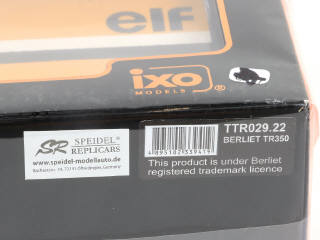 elf
ixo
MODELS
®
SR SPEIDEL®
REPLICARS
www.speidel-modellauto.de
TTR029.22
BERLIET TR350
This product is under Berliet
registered trademark licence